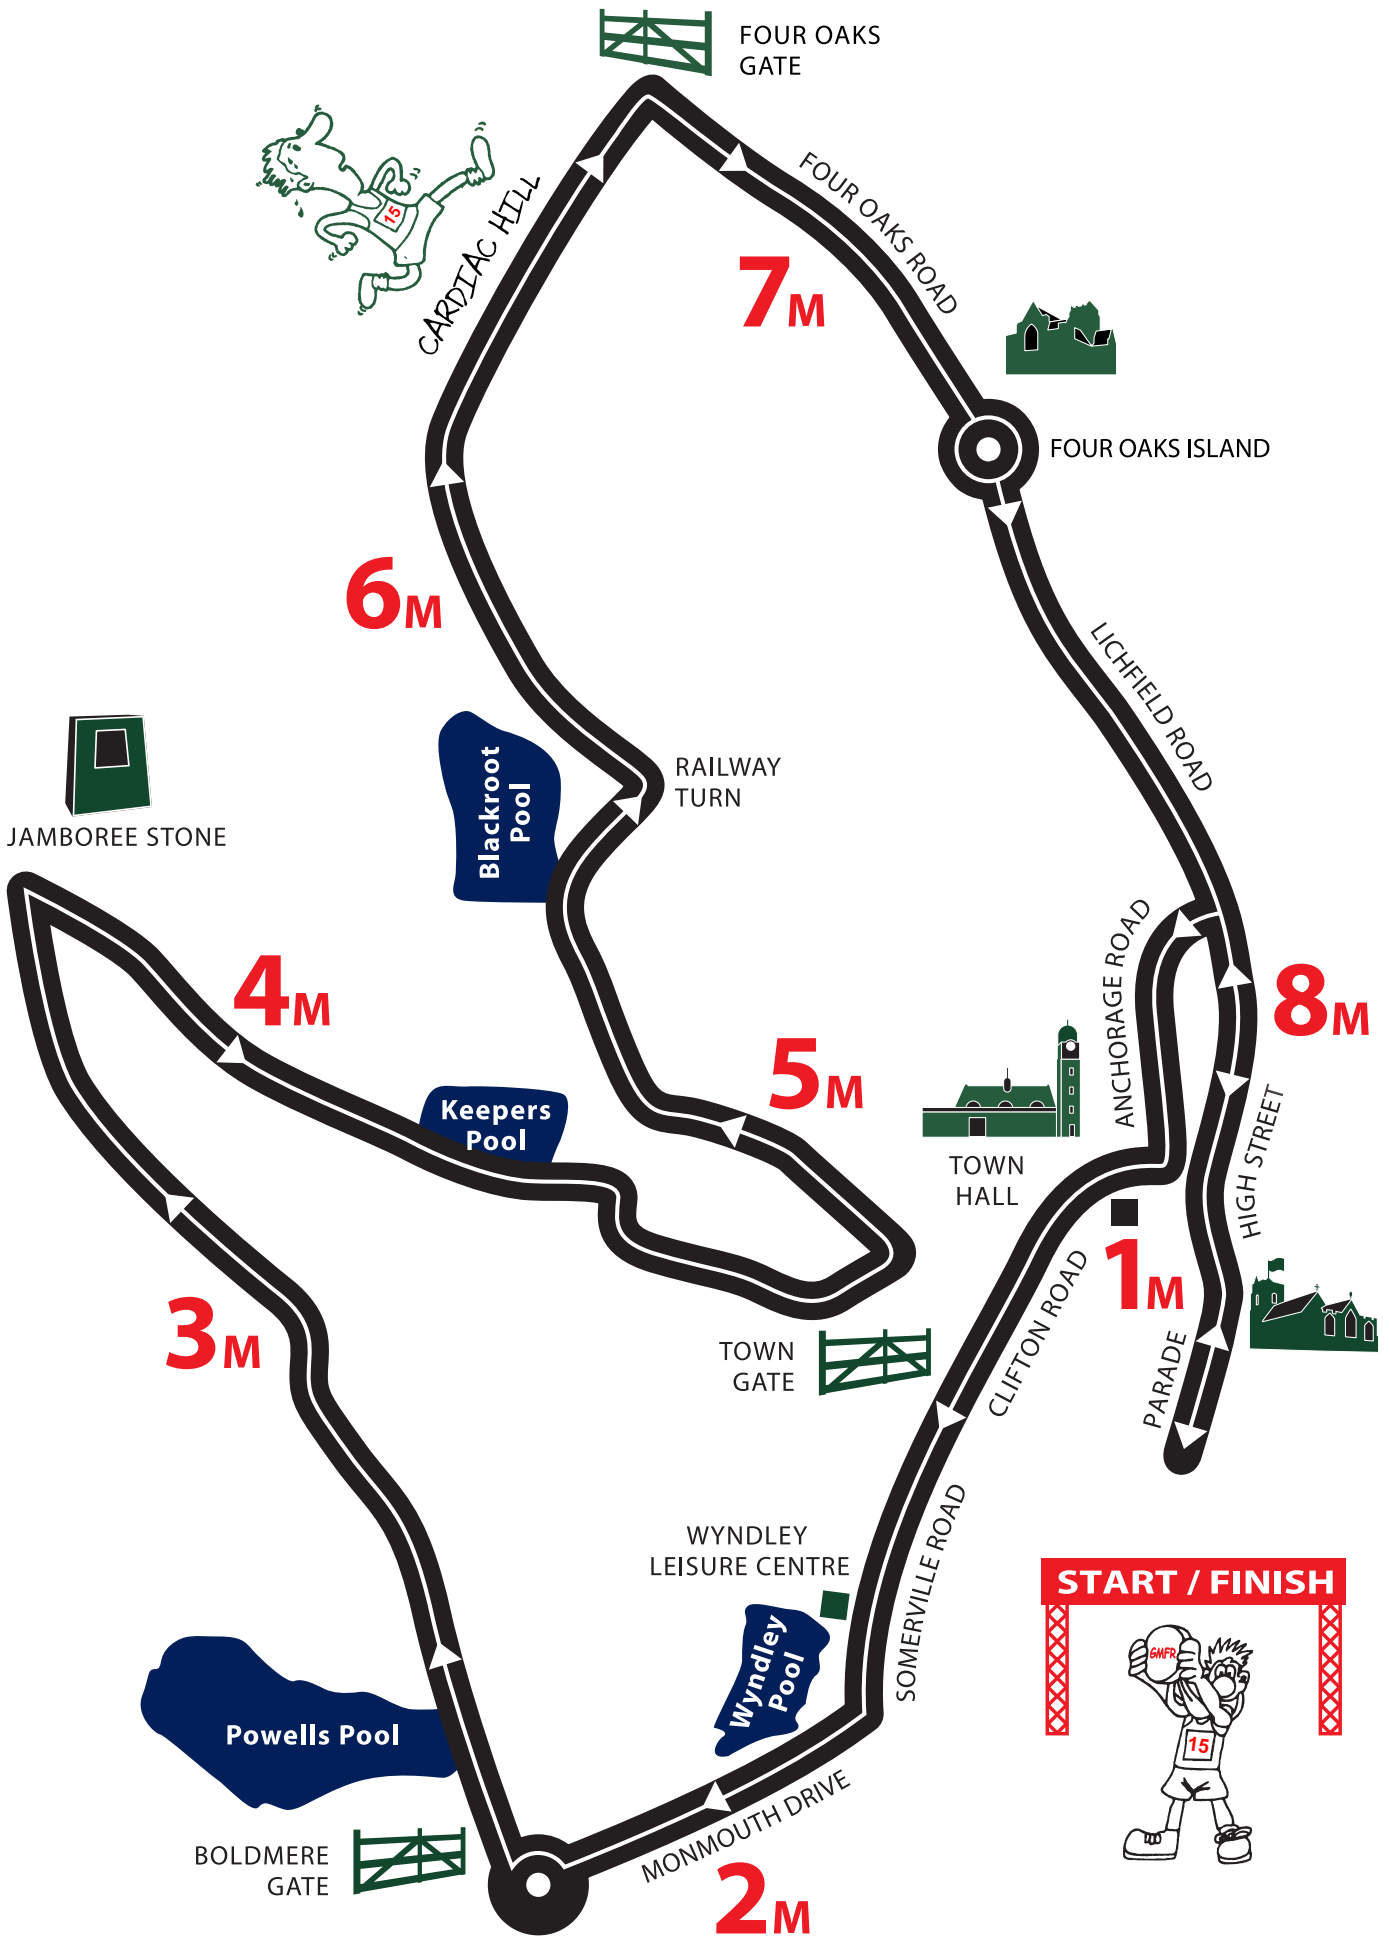 FOUR OAKS
GATE
CARDIAC HILL
15
FOUR OAKS ROAD
7M
FOUR OAKS ISLAND
6M
LICHFIELD ROAD
JAMBOREE STONE
Blackroot
Pool
RAILWAY
TURN
4M
5M
ANCHORAGE ROAD
8M
Keepers
Pool
TOWN
HALL
HIGH STREET
1M
3M
TOWN
GATE
CLIFTON ROAD
PARADE
WYNDLEY
LEISURE CENTRE
SOMERVILLE ROAD
START / FINISH
Wyndley
Pool
GMFR
15
Powells Pool
MONMOUTH DRIVE
BOLDMERE
GATE
2M